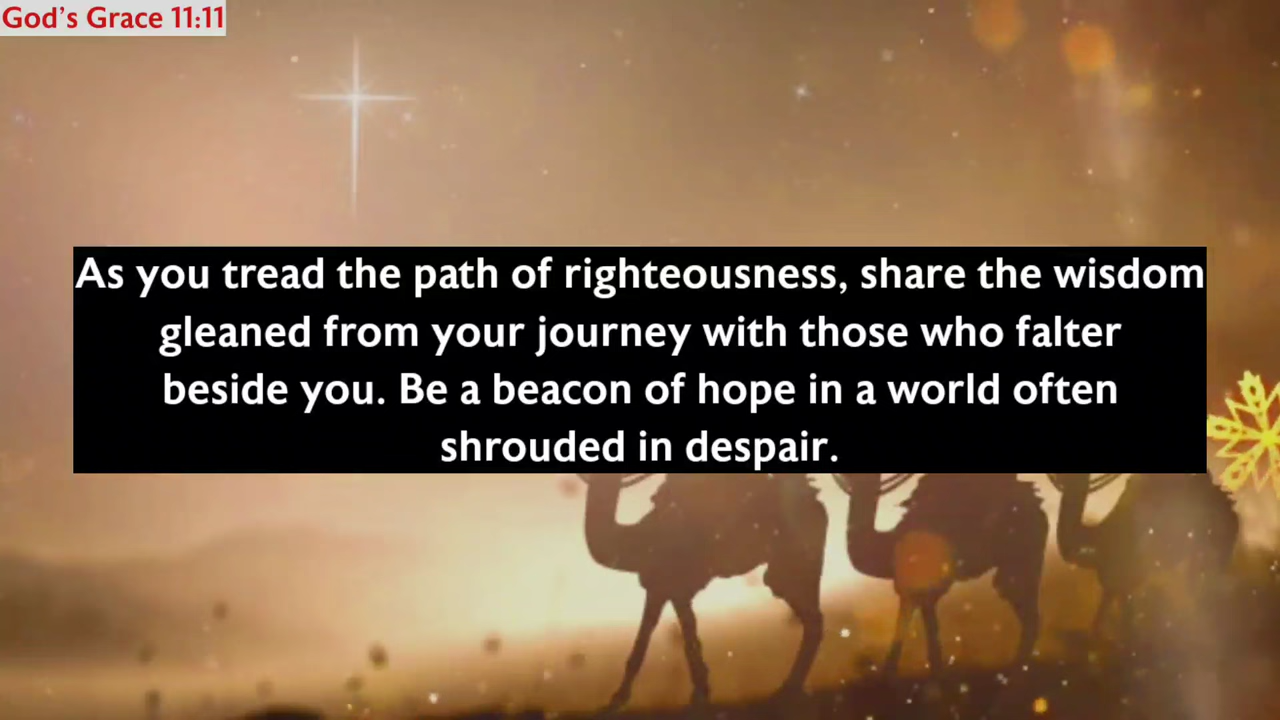 God's Grace 11:11
As you tread the path of righteousness, share the wisdom
gleaned from your journey with those who falter
beside you. Be a beacon of hope in a world often
shrouded in despair.